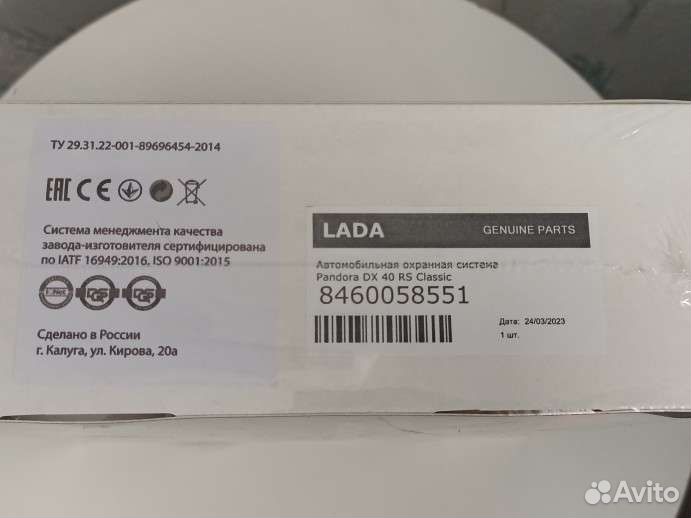 ТУ 29.31.22-001-89696454-2014
EAC CE
Система менеджмента качества
завода-изготовителя сертифицирована
по IATF 16949:2016, ISO 9001:2015
Сделано в России
г. Калуга, ул. Кирова, 20а
LADA GENUINE PARTS
Автомобильная охранная система
Pandora DX 40 RS Classic
8460058551
Дата: 24/03/2023
1 шт.
Avito